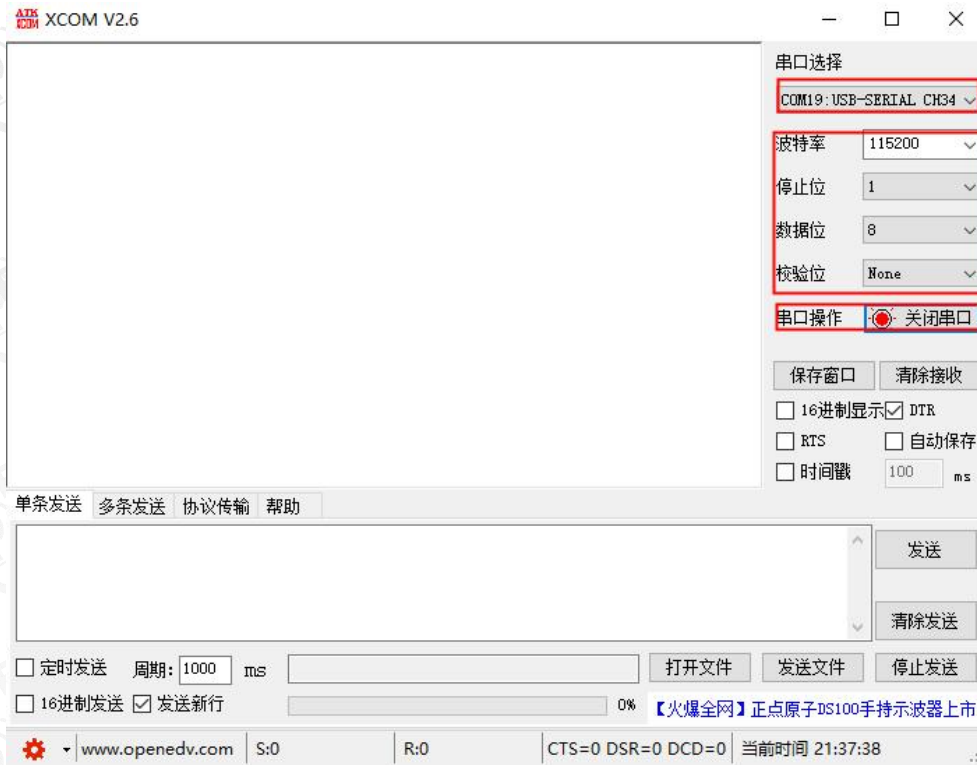 ATK XCOM XCOM V2.6
串口选择
COM19:USB-SERIAL CH34
波特率 115200
停止位 1
数据位 8
校验位 None
串口操作 关闭串口
保存窗口 清除接收
16进制显示 DTR
RTS 自动保存
时间戳 100 ms
单条发送 多条发送 协议传输 帮助
发送
清除发送
定时发送 周期: 1000 ms 打开文件 发送文件 停止发送
16进制发送 发送新行 0% 【火爆全网】正点原子DS100手持示波器上市
www.openedv.com S:0 R:0 CTS=0 DSR=0 DCD=0 当前时间 21:37:38